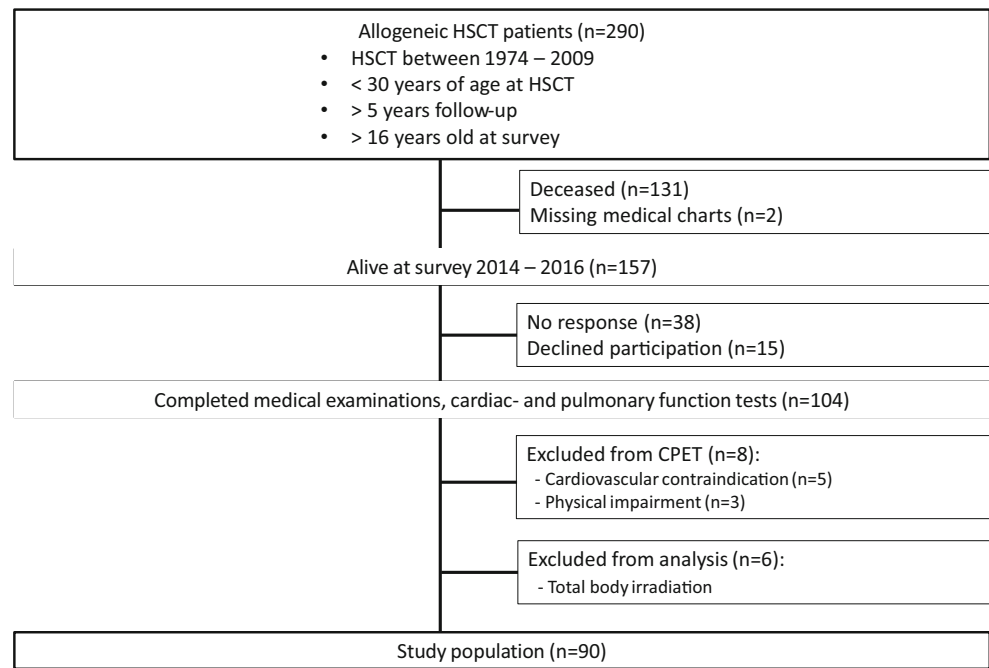 Allogeneic HSCT patients (n=290)
• HSCT between 1974 – 2009
• < 30 years of age at HSCT
• > 5 years follow-up
• > 16 years old at survey
Deceased (n=131)
Missing medical charts (n=2)
Alive at survey 2014 – 2016 (n=157)
No response (n=38)
Declined participation (n=15)
Completed medical examinations, cardiac- and pulmonary function tests (n=104)
Excluded from CPET (n=8):
- Cardiovascular contraindication (n=5)
- Physical impairment (n=3)
Excluded from analysis (n=6):
- Total body irradiation
Study population (n=90)